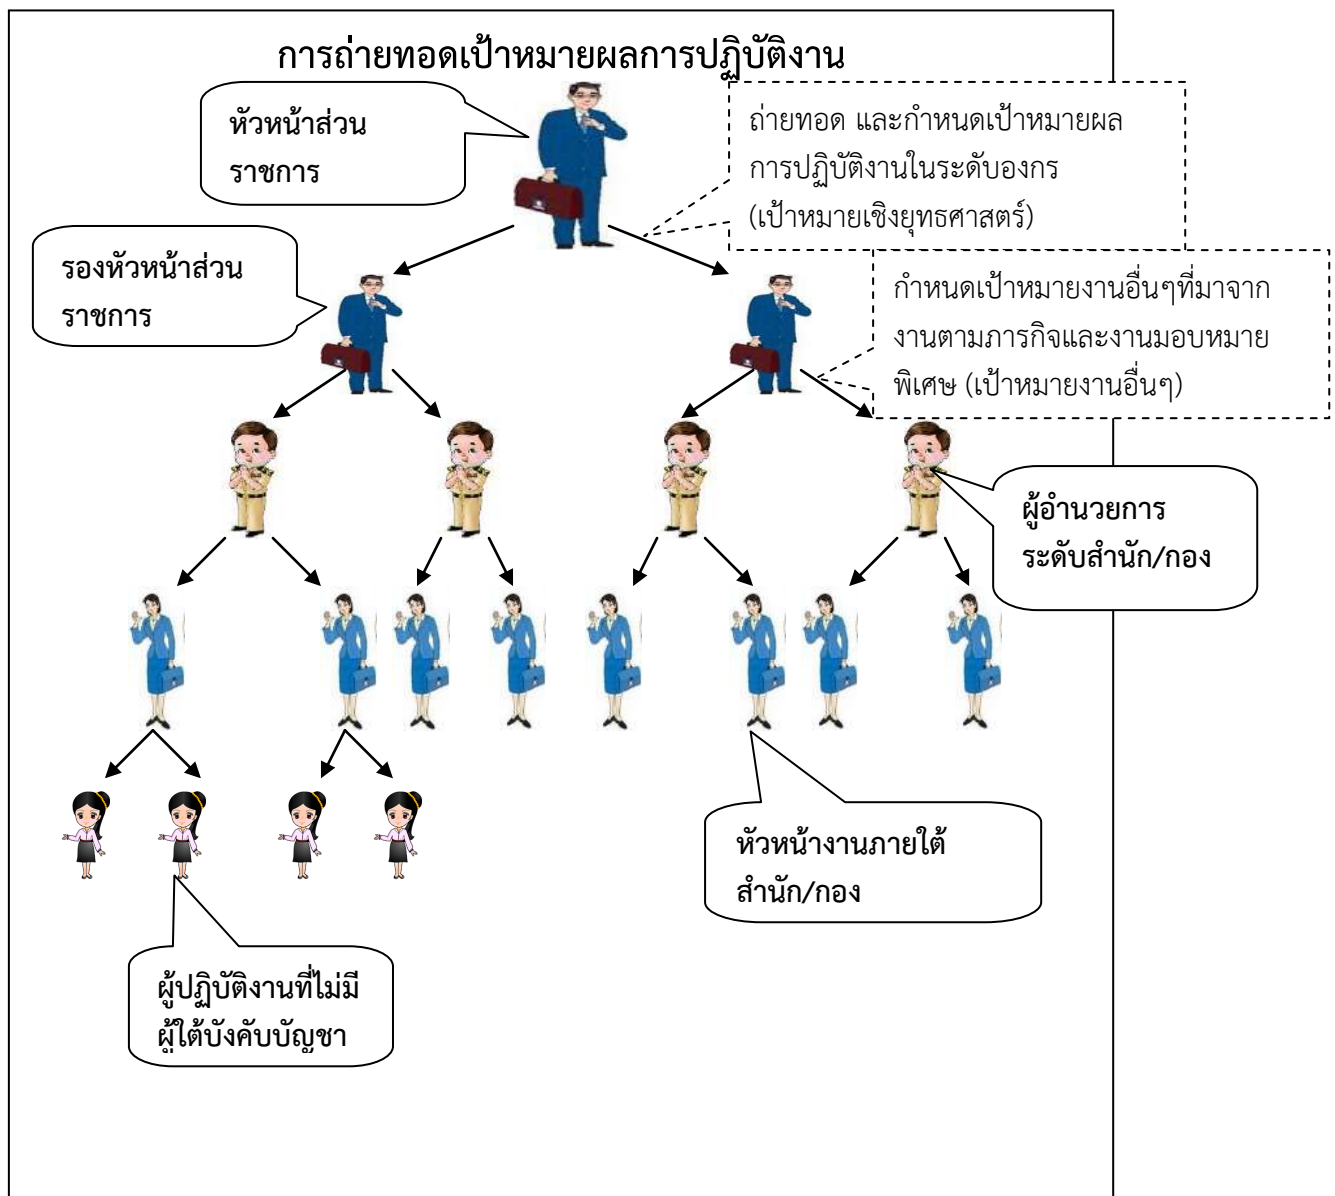 การถ่ายทอดเป้าหมายผลการปฏิบัติงาน
หัวหน้าส่วน
ราชการ
ถ่ายทอด และกำหนดเป้าหมายผล
การปฏิบัติงานในระดับองกร
(เป้าหมายเชิงยุทธศาสตร์)
รองหัวหน้าส่วน
ราชการ
กำหนดเป้าหมายงานอื่นๆที่มาจาก
งานตามภารกิจและงานมอบหมาย
พิเศษ (เป้าหมายงานอื่นๆ)
ผู้อำนวยการ
ระดับสำนัก/กอง
หัวหน้างานภายใต้
สำนัก/กอง
ผู้ปฏิบัติงานที่ไม่มี
ผู้ใต้บังคับบัญชา